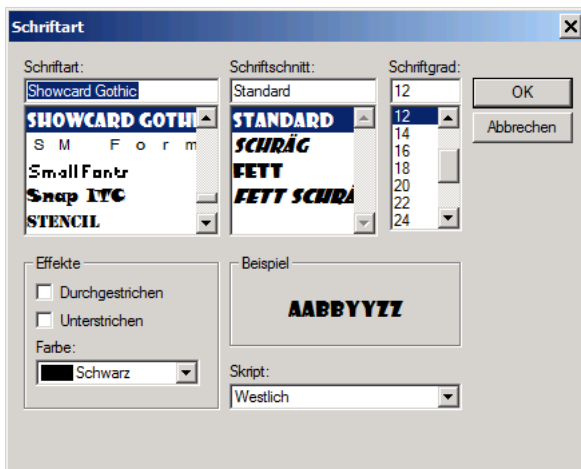 Schriftart
Schriftart:
Showcard Gothic
SHOWCARD GOTHI
S M F o r m
Small Fonts
Snap ITC
STENCIL
Schriftschnitt:
Standard
STANDARD
SCHRÄG
FETT
FETT SCHRÄ
Schriftgrad:
12
12
14
16
18
20
22
24
OK
Abbrechen
Effekte
Durchgestrichen
Unterstrichen
Farbe:
Schwarz
Beispiel
AABBYYZZ
Skript:
Westlich